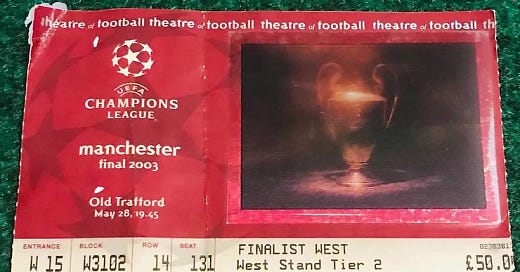 theatre of football theatre of football theatre of football theatre of football
UEFA
CHAMPIONS
LEAGUE
manchester
final 2003
Old Trafford
May 28, 19.45
ENTRANCE BLOCK ROW SEAT
W 15 W3102 14 131
FINALIST WEST
West Stand Tier 2
£50.0